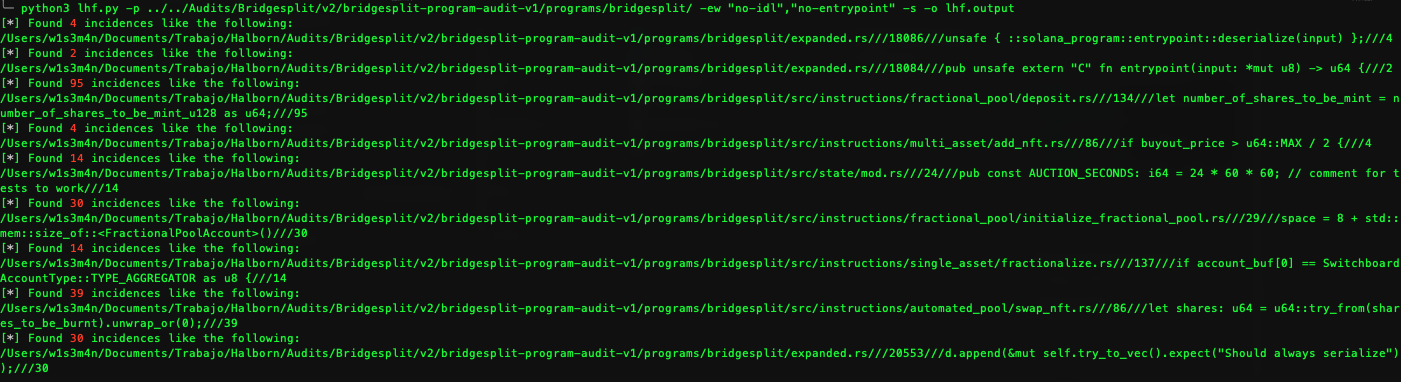 ╰─ python3 lhf.py -p ../../Audits/Bridgesplit/v2/bridgesplit-program-audit-v1/programs/bridgesplit/ -ew "no-idl","no-entrypoint" -s -o lhf.output
[*] Found 4 incidences like the following:
/Users/w1s3m4n/Documents/Trabajo/Halborn/Audits/Bridgesplit/v2/bridgesplit-program-audit-v1/programs/bridgesplit/expanded.rs///18086///unsafe { ::solana_program::entrypoint::deserialize(input) };///4
[*] Found 2 incidences like the following:
/Users/w1s3m4n/Documents/Trabajo/Halborn/Audits/Bridgesplit/v2/bridgesplit-program-audit-v1/programs/bridgesplit/expanded.rs///18084///pub unsafe extern "C" fn entrypoint(input: *mut u8) -> u64 {///2
[*] Found 95 incidences like the following:
/Users/w1s3m4n/Documents/Trabajo/Halborn/Audits/Bridgesplit/v2/bridgesplit-program-audit-v1/programs/bridgesplit/src/instructions/fractional_pool/deposit.rs///134///let number_of_shares_to_be_mint = n
umber_of_shares_to_be_mint_u128 as u64;///95
[*] Found 4 incidences like the following:
/Users/w1s3m4n/Documents/Trabajo/Halborn/Audits/Bridgesplit/v2/bridgesplit-program-audit-v1/programs/bridgesplit/src/instructions/multi_asset/add_nft.rs///86///if buyout_price > u64::MAX / 2 {///4
[*] Found 14 incidences like the following:
/Users/w1s3m4n/Documents/Trabajo/Halborn/Audits/Bridgesplit/v2/bridgesplit-program-audit-v1/programs/bridgesplit/src/state/mod.rs///24///pub const AUCTION_SECONDS: i64 = 24 * 60 * 60; // comment for t
ests to work///14
[*] Found 30 incidences like the following:
/Users/w1s3m4n/Documents/Trabajo/Halborn/Audits/Bridgesplit/v2/bridgesplit-program-audit-v1/programs/bridgesplit/src/instructions/fractional_pool/initialize_fractional_pool.rs///29///space = 8 + std::
mem::size_of::<FractionalPoolAccount>()///30
[*] Found 14 incidences like the following:
/Users/w1s3m4n/Documents/Trabajo/Halborn/Audits/Bridgesplit/v2/bridgesplit-program-audit-v1/programs/bridgesplit/src/instructions/single_asset/fractionalize.rs///137///if account_buf[0] == Switchboard
AccountType::TYPE_AGGREGATOR as u8 {///14
[*] Found 39 incidences like the following:
/Users/w1s3m4n/Documents/Trabajo/Halborn/Audits/Bridgesplit/v2/bridgesplit-program-audit-v1/programs/bridgesplit/src/instructions/automated_pool/swap_nft.rs///86///let shares: u64 = u64::try_from(shar
es_to_be_burnt).unwrap_or(0);///39
[*] Found 30 incidences like the following:
/Users/w1s3m4n/Documents/Trabajo/Halborn/Audits/Bridgesplit/v2/bridgesplit-program-audit-v1/programs/bridgesplit/expanded.rs///20553///d.append(&mut self.try_to_vec().expect("Should always serialize")
);///30